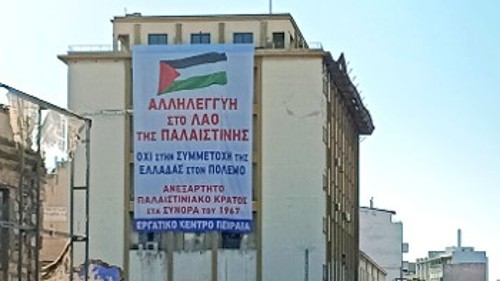 ΑΛΛΗΛΕΓΓΥΗ
ΣΤΟ ΛΑΟ
ΤΗΣ ΠΑΛΑΙΣΤΙΝΗΣ
ΟΧΙ ΣΤΗΝ ΣΥΜΜΕΤΟΧΗ ΤΗΣ
ΕΛΛΑΔΑΣ ΣΤΟΝ ΠΟΛΕΜΟ
ΑΝΕΞΑΡΤΗΤΟ
ΠΑΛΑΙΣΤΙΝΙΑΚΟ ΚΡΑΤΟΣ
ΣΤΑ ΣΥΝΟΡΑ ΤΟΥ 1967
ΕΡΓΑΤΙΚΟ ΚΕΝΤΡΟ ΠΕΙΡΑΙΑ